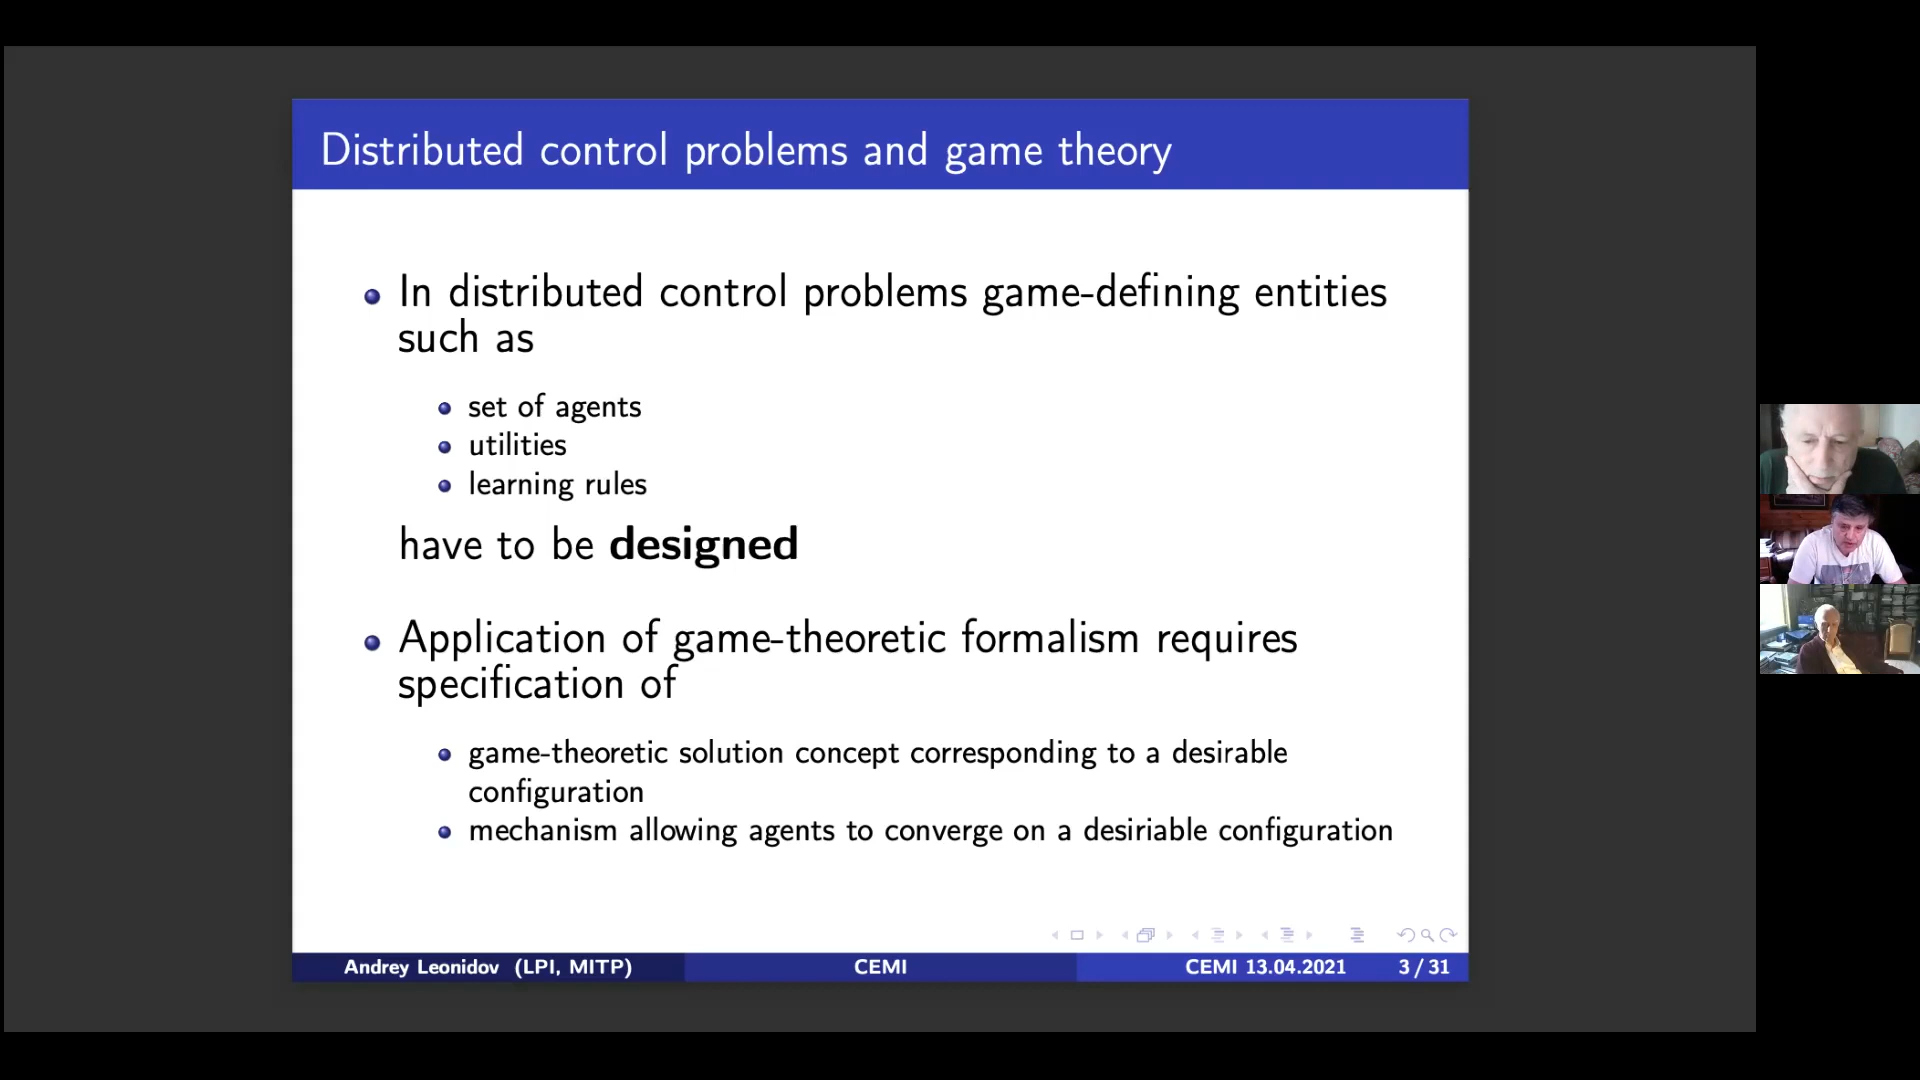 Distributed control problems and game theory
In distributed control problems game-defining entities
such as
set of agents
utilities
learning rules
have to be designed
Application of game-theoretic formalism requires
specification of
game-theoretic solution concept corresponding to a desirable
configuration
mechanism allowing agents to converge on a desiriable configuration
Andrey Leonidov (LPI, MITP)
CEMI
CEMI 13.04.2021
3 / 31